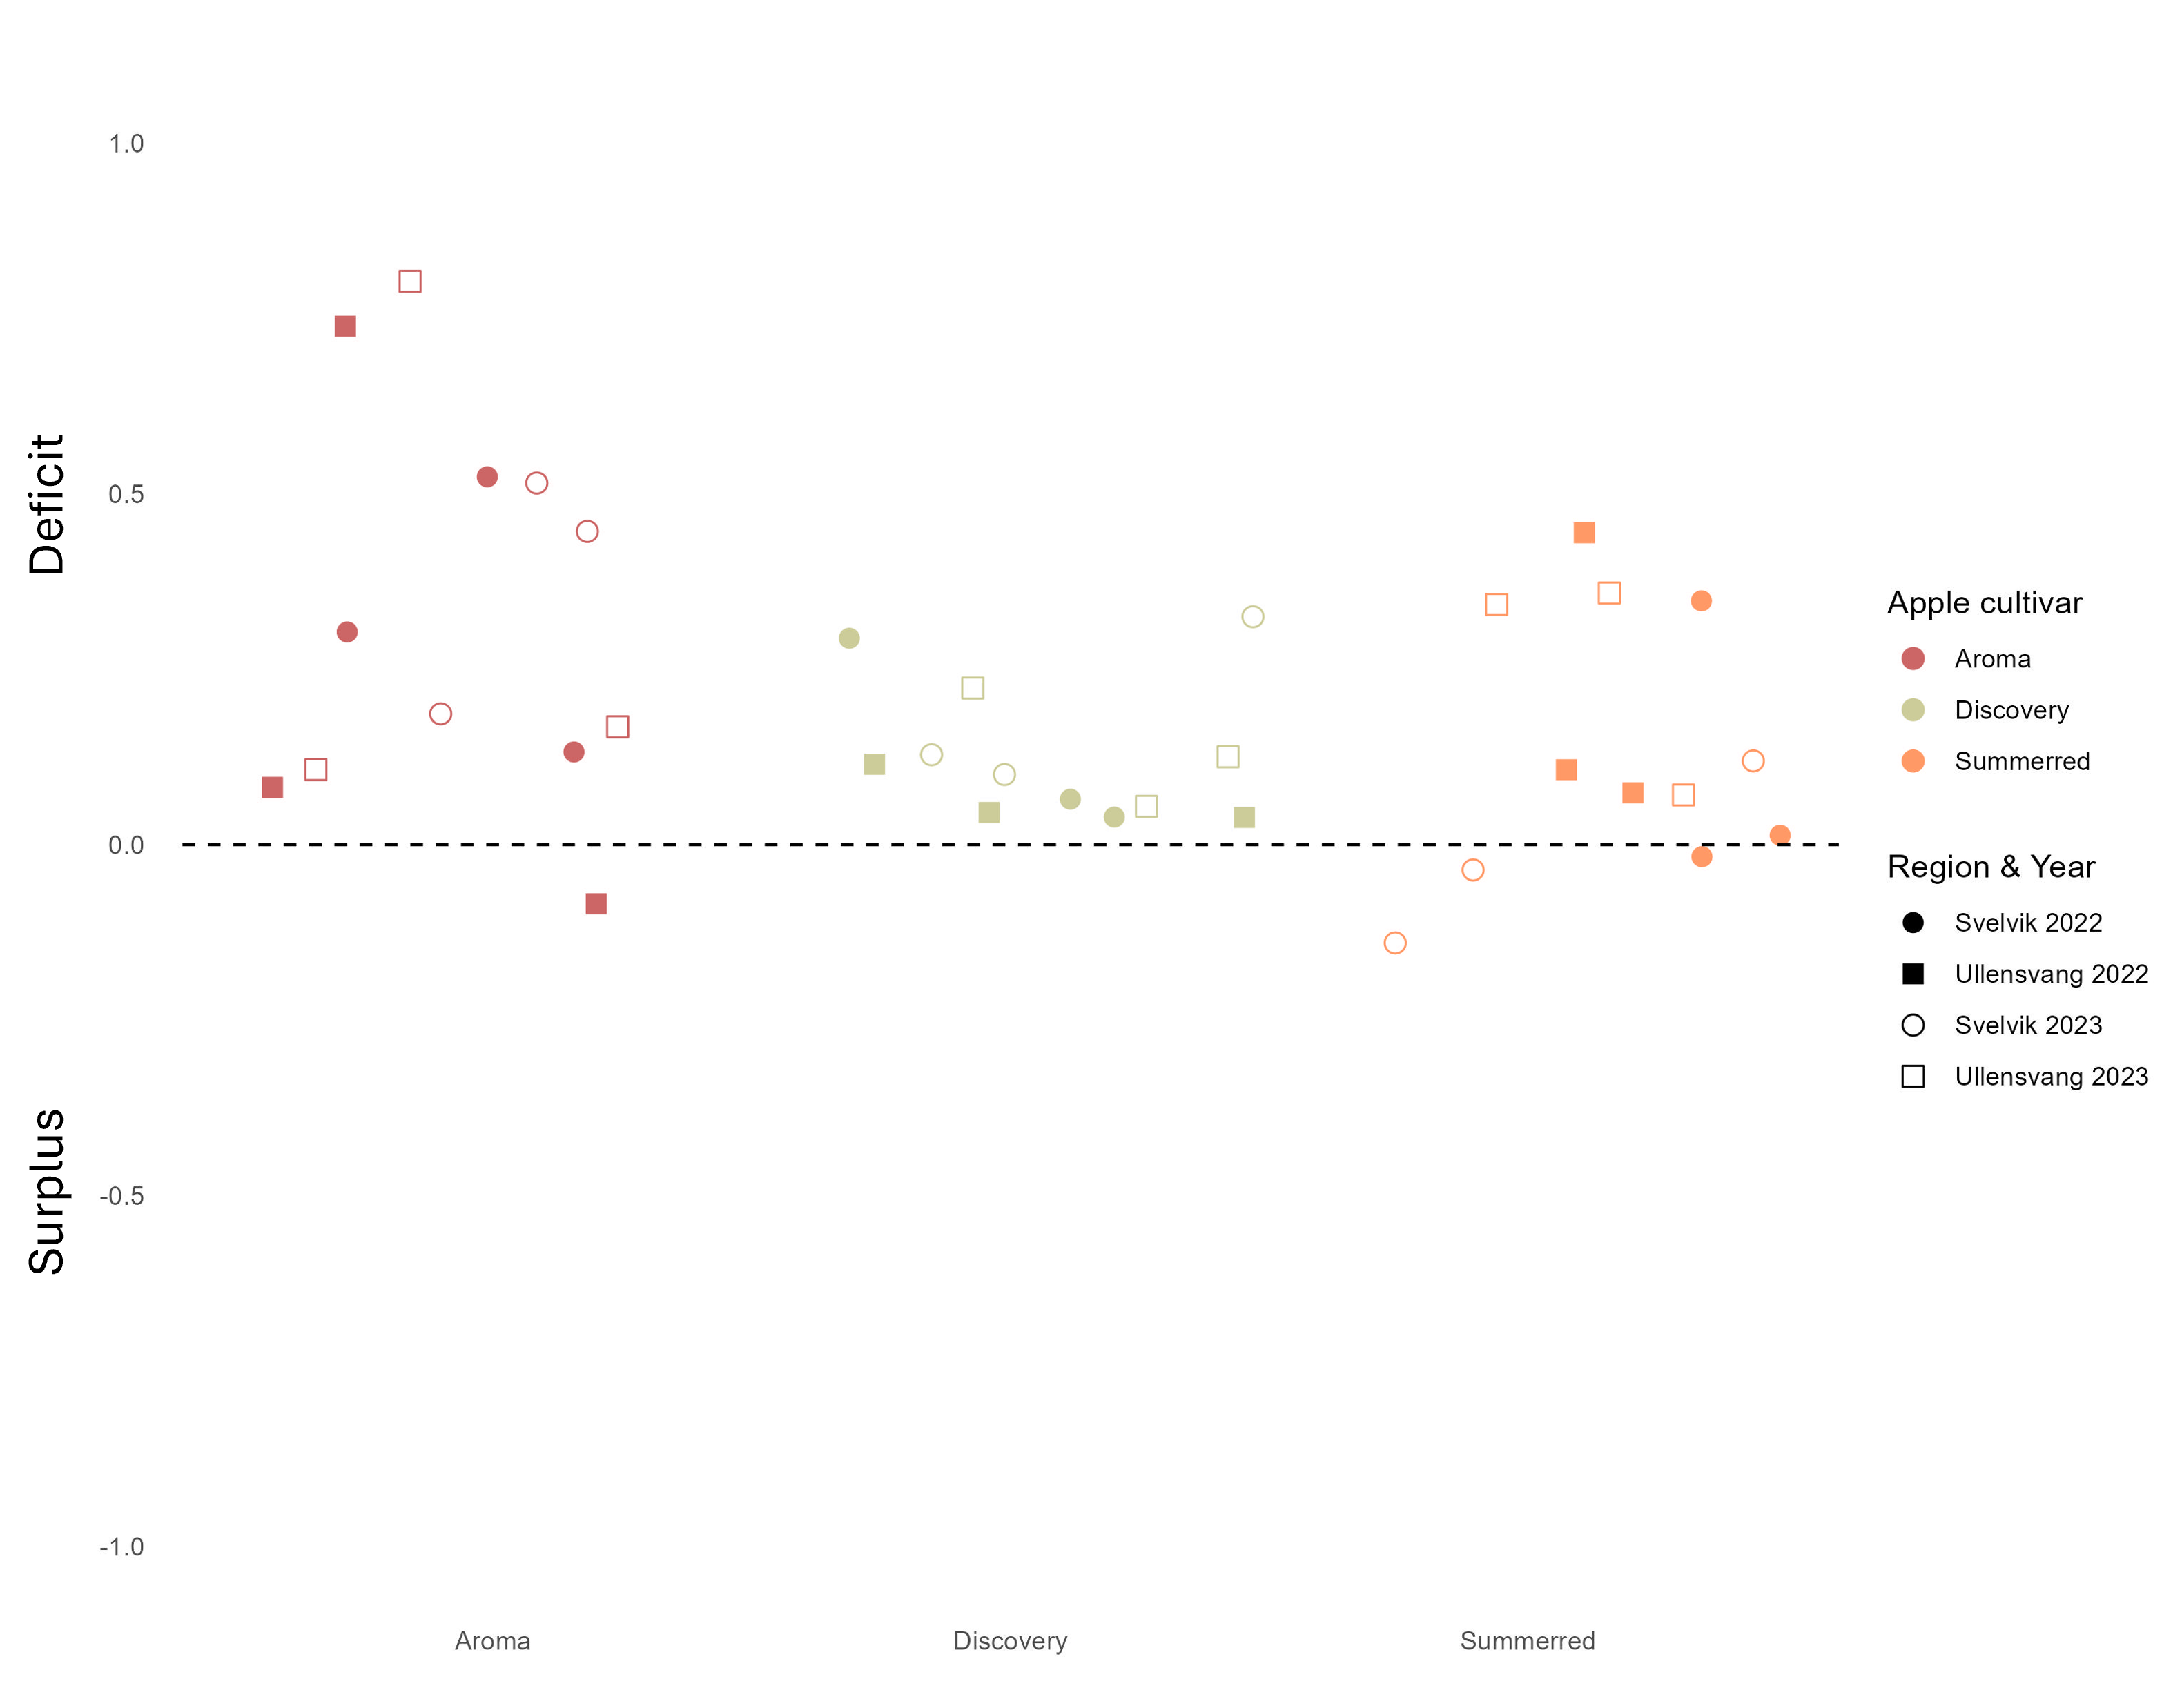 Deficit
Surplus
1.0
0.5
0.0
-0.5
-1.0
Aroma
Discovery
Summerred
Apple cultivar
Aroma
Discovery
Summerred
Region & Year
Svelvik 2022
Ullensvang 2022
Svelvik 2023
Ullensvang 2023